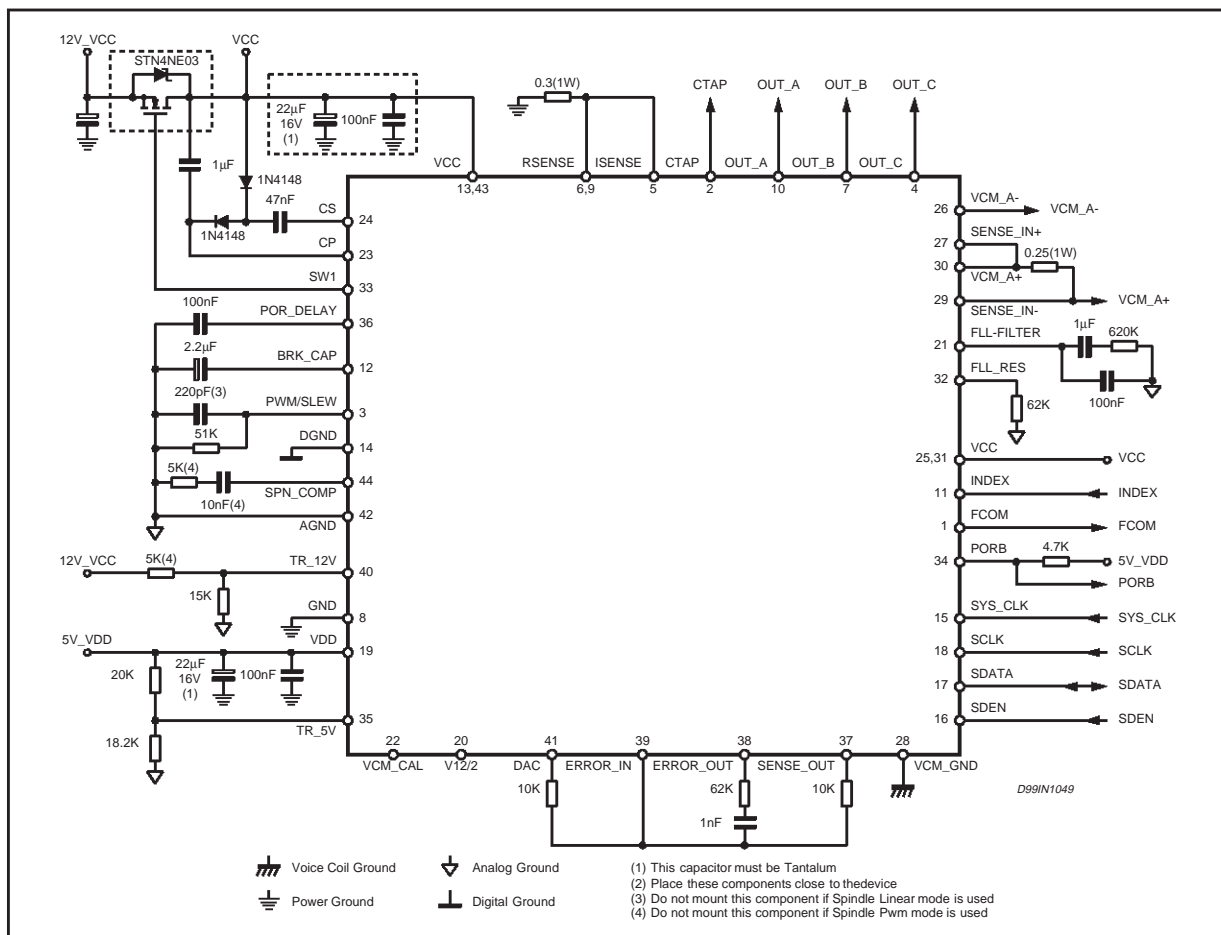 12V_VCC
STN4NE03
VCC
22µF
16V
(1)
100nF
0.3(1W)
CTAP
OUT_A
OUT_B
OUT_C
1µF
1N4148
47nF
1N4148
VCC
13,43
RSENSE
6,9
ISENSE
5
CTAP
2
OUT_A
10
OUT_B
7
OUT_C
4
CS
24
CP
23
SW1
33
100nF
POR_DELAY
36
2.2µF
BRK_CAP
12
220pF(3)
PWM/SLEW
3
51K
DGND
14
5K(4)
10nF(4)
SPN_COMP
44
AGND
42
12V_VCC
5K(4)
TR_12V
40
15K
GND
8
5V_VDD
VDD
19
20K
22µF
16V
(1)
100nF
TR_5V
35
18.2K
26
VCM_A-
VCM_A-
27
SENSE_IN+
0.25(1W)
30
VCM_A+
29
SENSE_IN-
VCM_A+
21
FLL-FILTER
1µF
620K
100nF
32
FLL_RES
62K
25,31
VCC
VCC
11
INDEX
INDEX
1
FCOM
FCOM
34
PORB
4.7K
5V_VDD
PORB
15
SYS_CLK
SYS_CLK
18
SCLK
SCLK
17
SDATA
SDATA
16
SDEN
SDEN
22
VCM_CAL
20
V12/2
41
DAC
39
ERROR_IN
38
ERROR_OUT
37
SENSE_OUT
28
VCM_GND
10K
62K
1nF
10K
D99IN1049
Voice Coil Ground
Analog Ground
Power Ground
Digital Ground
(1) This capacitor must be Tantalum
(2) Place these components close to thedevice
(3) Do not mount this component if Spindle Linear mode is used
(4) Do not mount this component if Spindle Pwm mode is used